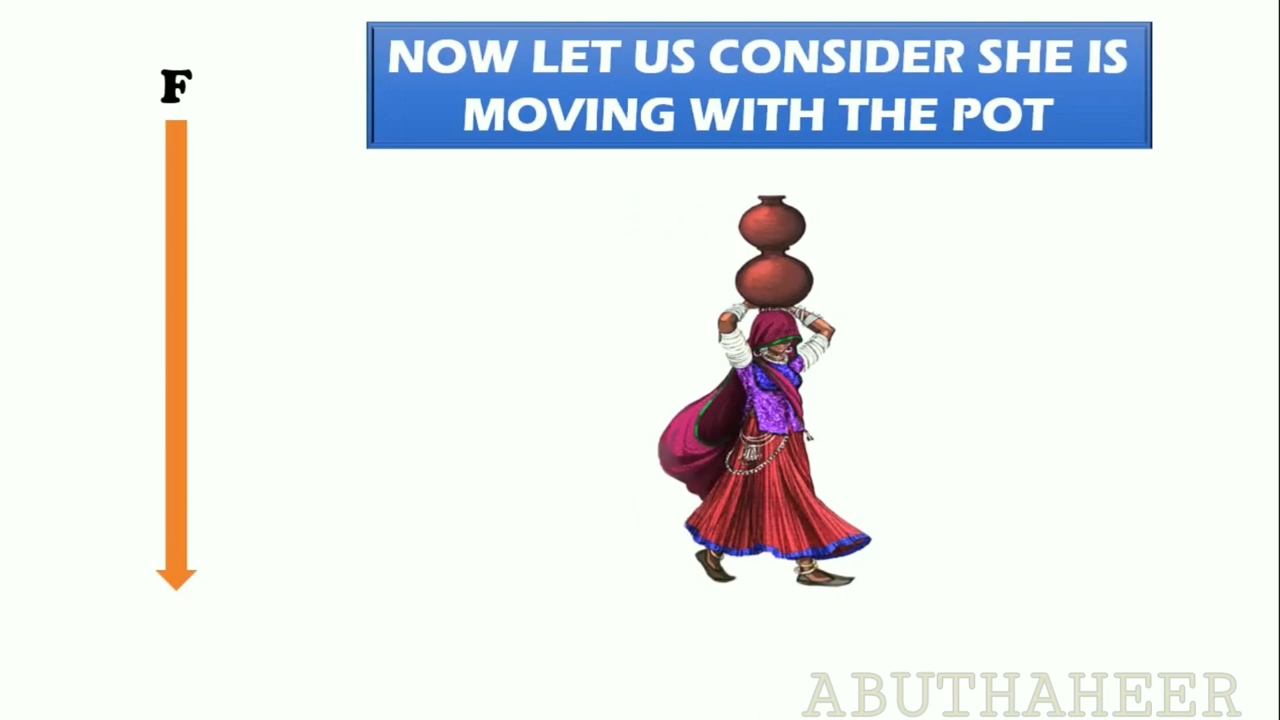 F
NOW LET US CONSIDER SHE IS
MOVING WITH THE POT
ABUTHAHEER